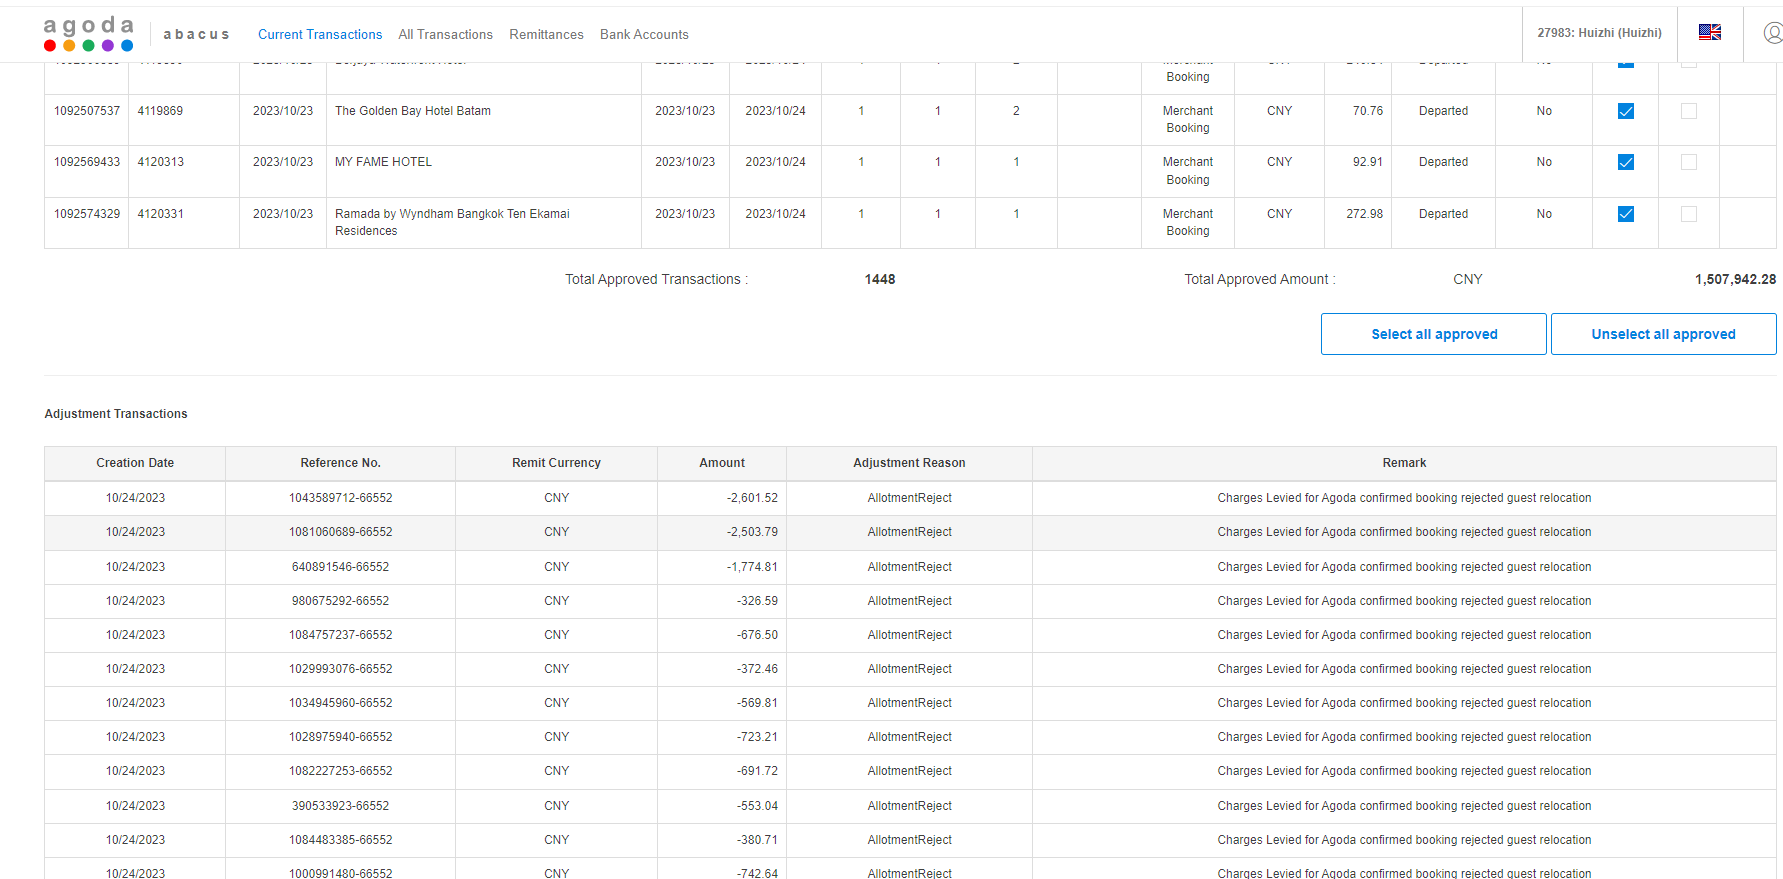 agoda abacus Current Transactions All Transactions Remittances Bank Accounts 27983: Huizhi (Huizhi)
Booking
1092507537 4119869 2023/10/23 The Golden Bay Hotel Batam 2023/10/23 2023/10/24 1 1 2 Merchant Booking CNY 70.76 Departed No
1092569433 4120313 2023/10/23 MY FAME HOTEL 2023/10/23 2023/10/24 1 1 1 Merchant Booking CNY 92.91 Departed No
1092574329 4120331 2023/10/23 Ramada by Wyndham Bangkok Ten Ekamai Residences 2023/10/23 2023/10/24 1 1 1 Merchant Booking CNY 272.98 Departed No
Total Approved Transactions : 1448 Total Approved Amount : CNY 1,507,942.28
Select all approved Unselect all approved
Adjustment Transactions
Creation Date Reference No. Remit Currency Amount Adjustment Reason Remark
10/24/2023 1043589712-66552 CNY -2,601.52 AllotmentReject Charges Levied for Agoda confirmed booking rejected guest relocation
10/24/2023 1081060689-66552 CNY -2,503.79 AllotmentReject Charges Levied for Agoda confirmed booking rejected guest relocation
10/24/2023 640891546-66552 CNY -1,774.81 AllotmentReject Charges Levied for Agoda confirmed booking rejected guest relocation
10/24/2023 980675292-66552 CNY -326.59 AllotmentReject Charges Levied for Agoda confirmed booking rejected guest relocation
10/24/2023 1084757237-66552 CNY -676.50 AllotmentReject Charges Levied for Agoda confirmed booking rejected guest relocation
10/24/2023 1029993076-66552 CNY -372.46 AllotmentReject Charges Levied for Agoda confirmed booking rejected guest relocation
10/24/2023 1034945960-66552 CNY -569.81 AllotmentReject Charges Levied for Agoda confirmed booking rejected guest relocation
10/24/2023 1028975940-66552 CNY -723.21 AllotmentReject Charges Levied for Agoda confirmed booking rejected guest relocation
10/24/2023 1082227253-66552 CNY -691.72 AllotmentReject Charges Levied for Agoda confirmed booking rejected guest relocation
10/24/2023 390533923-66552 CNY -553.04 AllotmentReject Charges Levied for Agoda confirmed booking rejected guest relocation
10/24/2023 1084483385-66552 CNY -380.71 AllotmentReject Charges Levied for Agoda confirmed booking rejected guest relocation
10/24/2023 1000991480-66552 CNY -742.64 AllotmentReject Charges Levied for Agoda confirmed booking rejected guest relocation